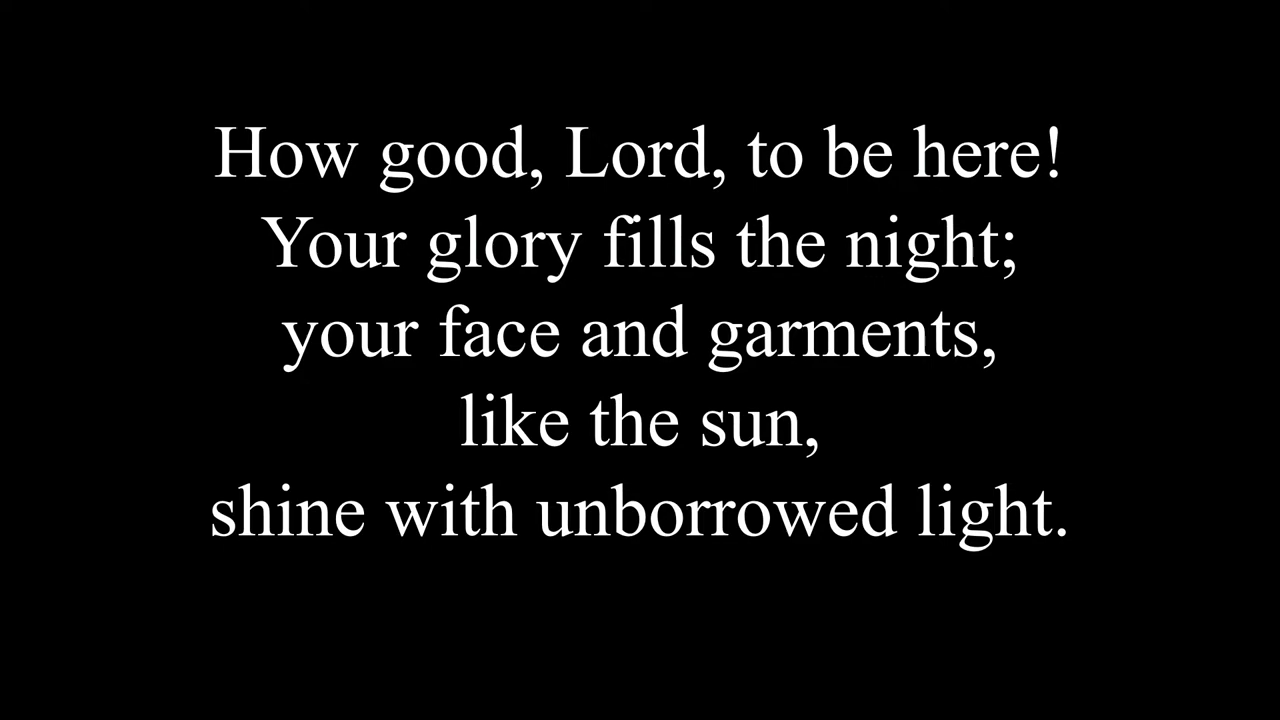 How good, Lord, to be here!
Your glory fills the night;
your face and garments,
like the sun,
shine with unborrowed light.